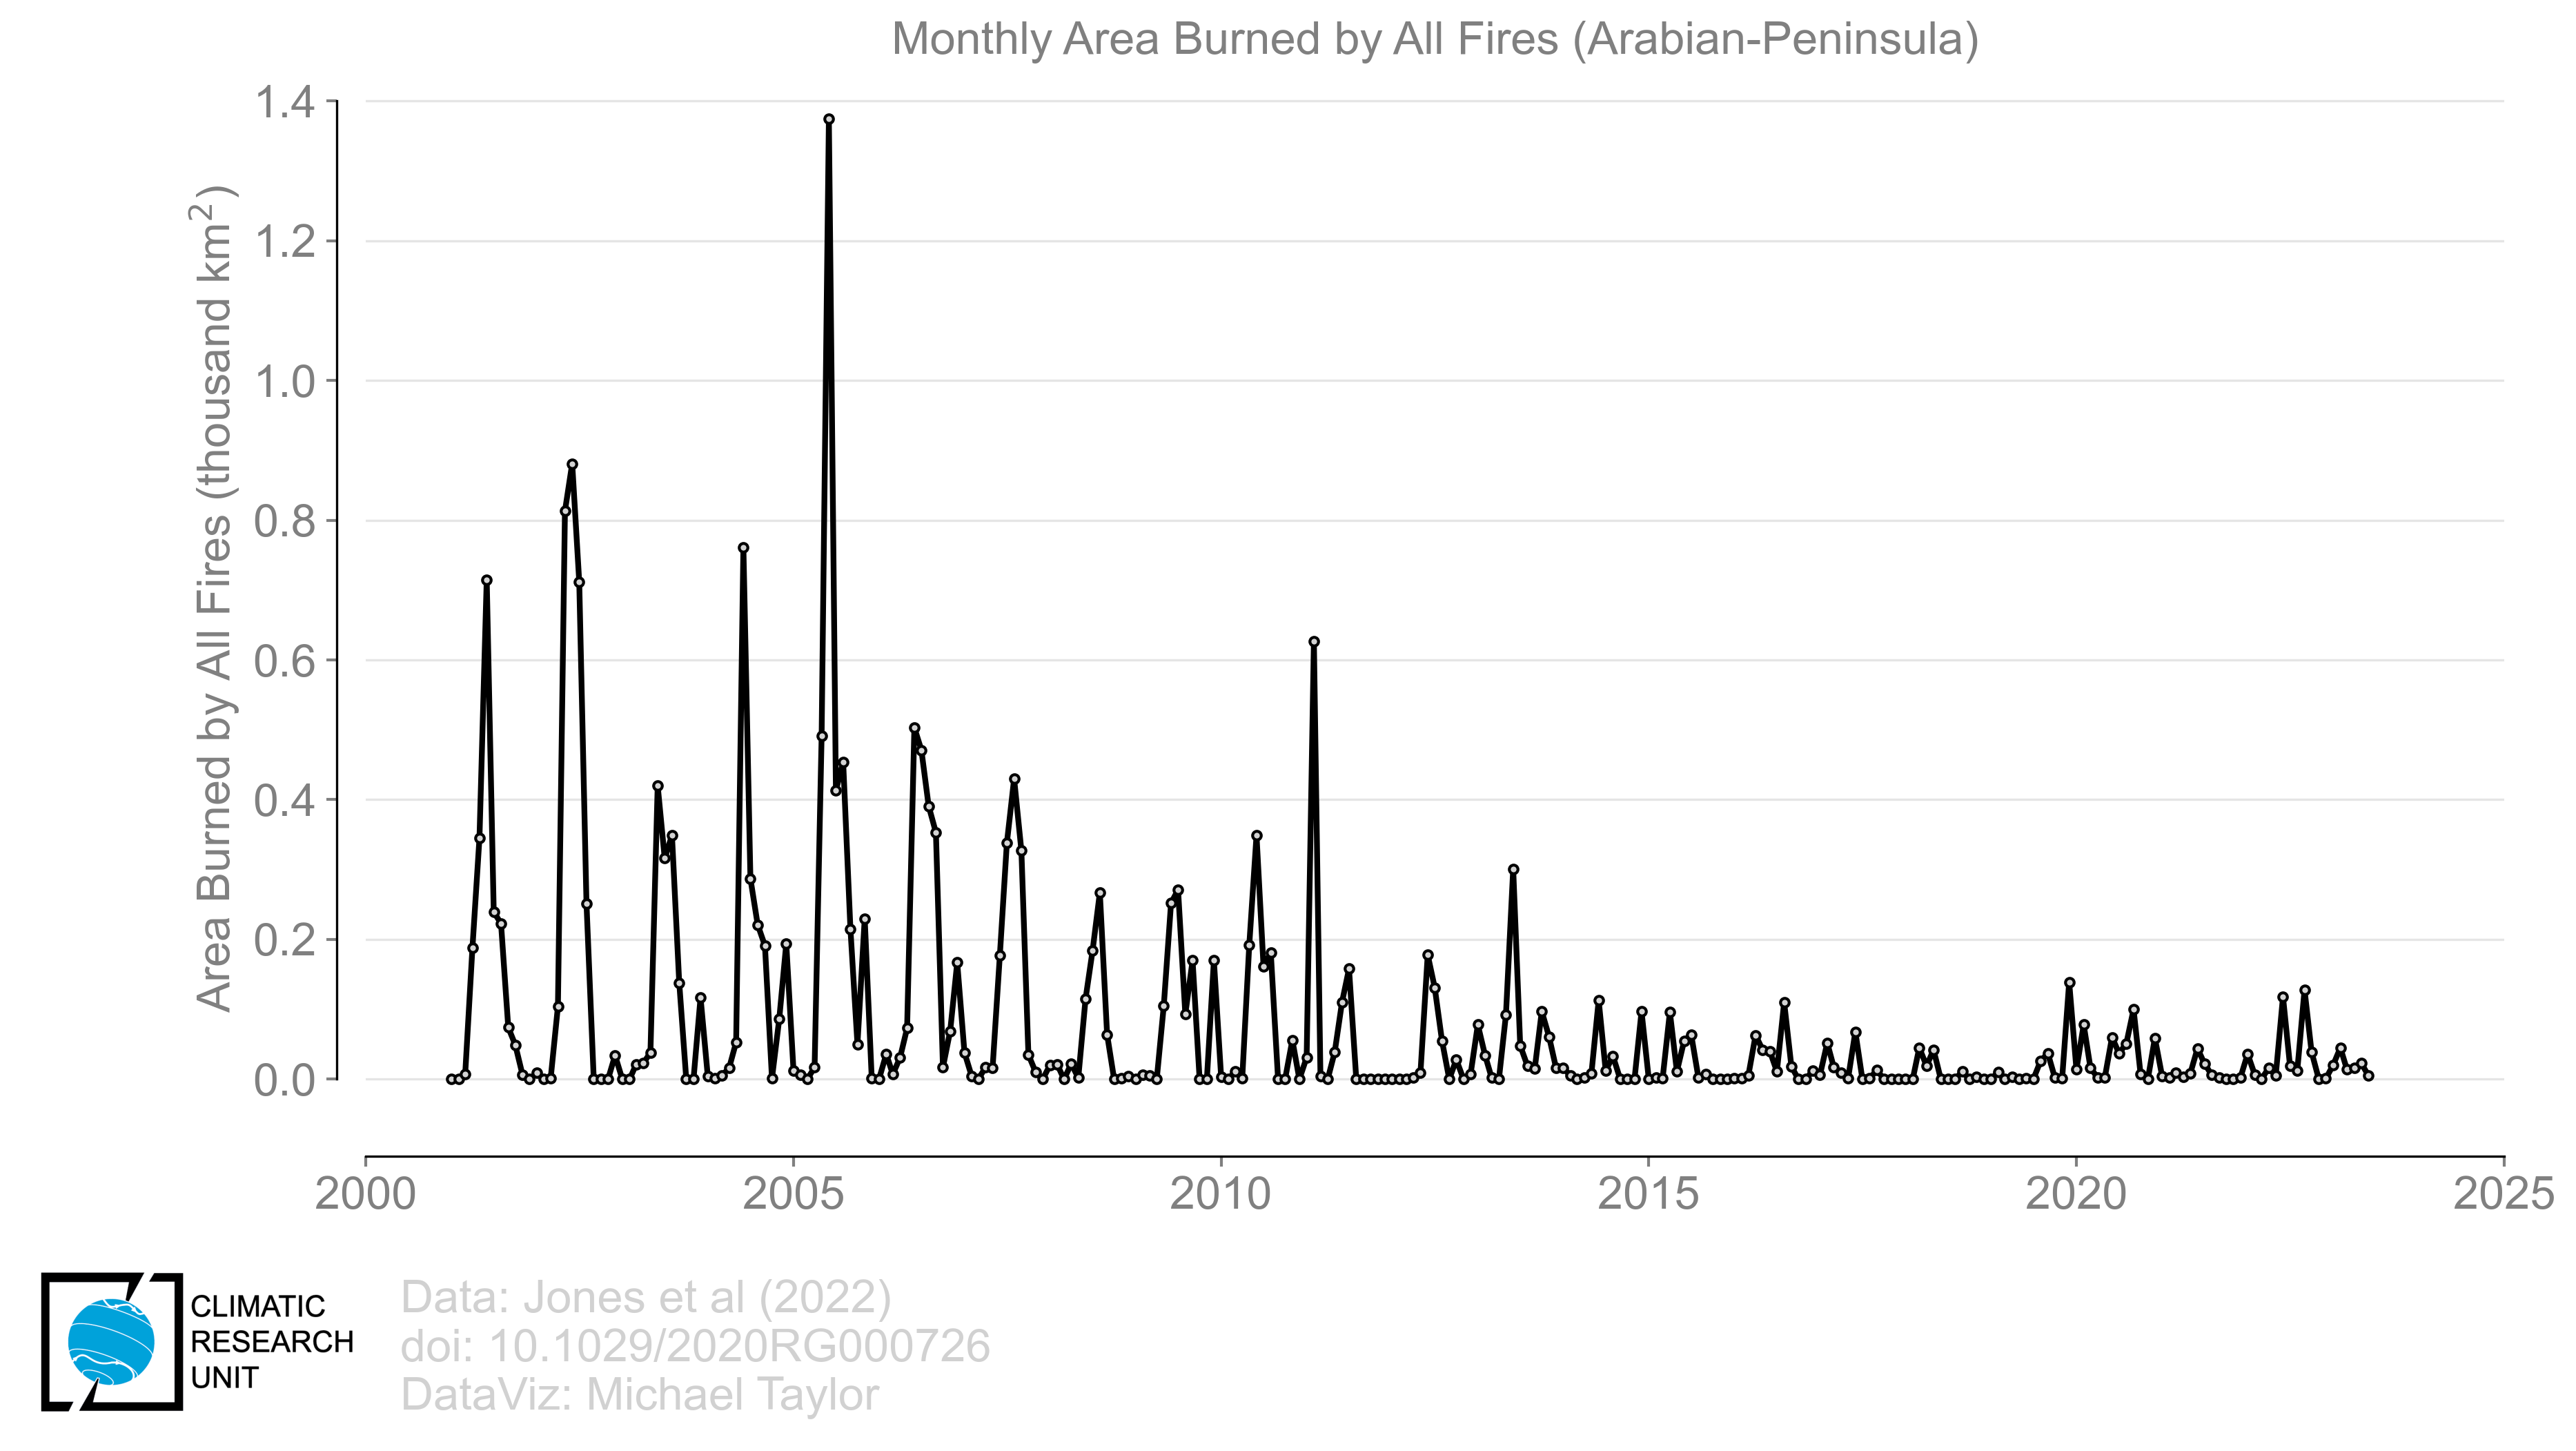 Monthly Area Burned by All Fires (Arabian-Peninsula)
Area Burned by All Fires (thousand km²)
1.4
1.2
1.0
0.8
0.6
0.4
0.2
0.0
2000 2005 2010 2015 2020 2025
CLIMATIC
RESEARCH
UNIT
Data: Jones et al (2022)
doi: 10.1029/2020RG000726
DataViz: Michael Taylor